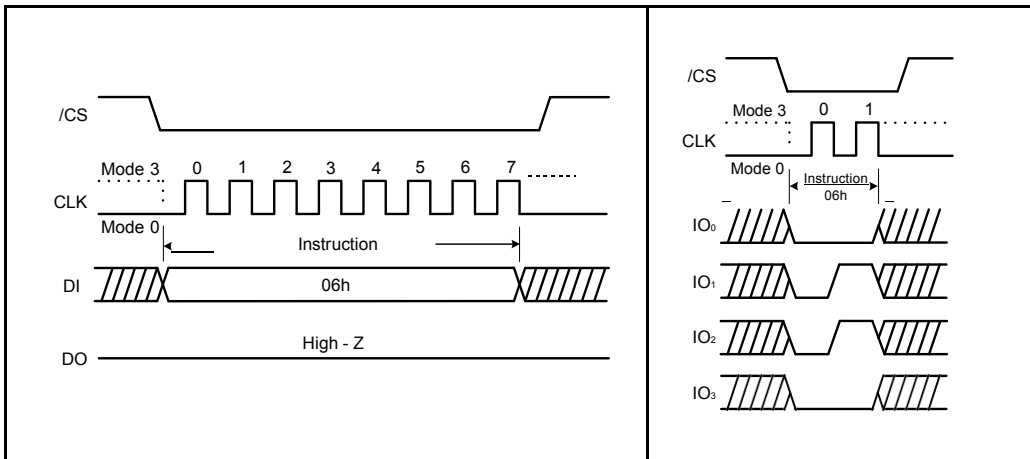 /CS
Mode 3 0 1 2 3 4 5 6 7
CLK
Mode 0
Instruction
DI 06h
High - Z
DO
/CS
Mode 3 0 1
CLK
Mode 0
Instruction
06h
IO₀
IO₁
IO₂
IO₃